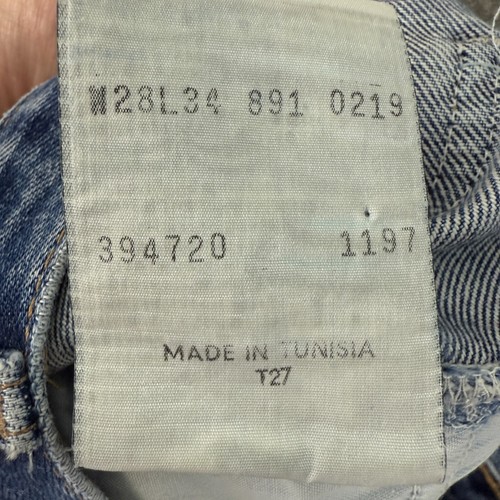 W28L34 891 0219
394720 1197
MADE IN TUNISIA
T27